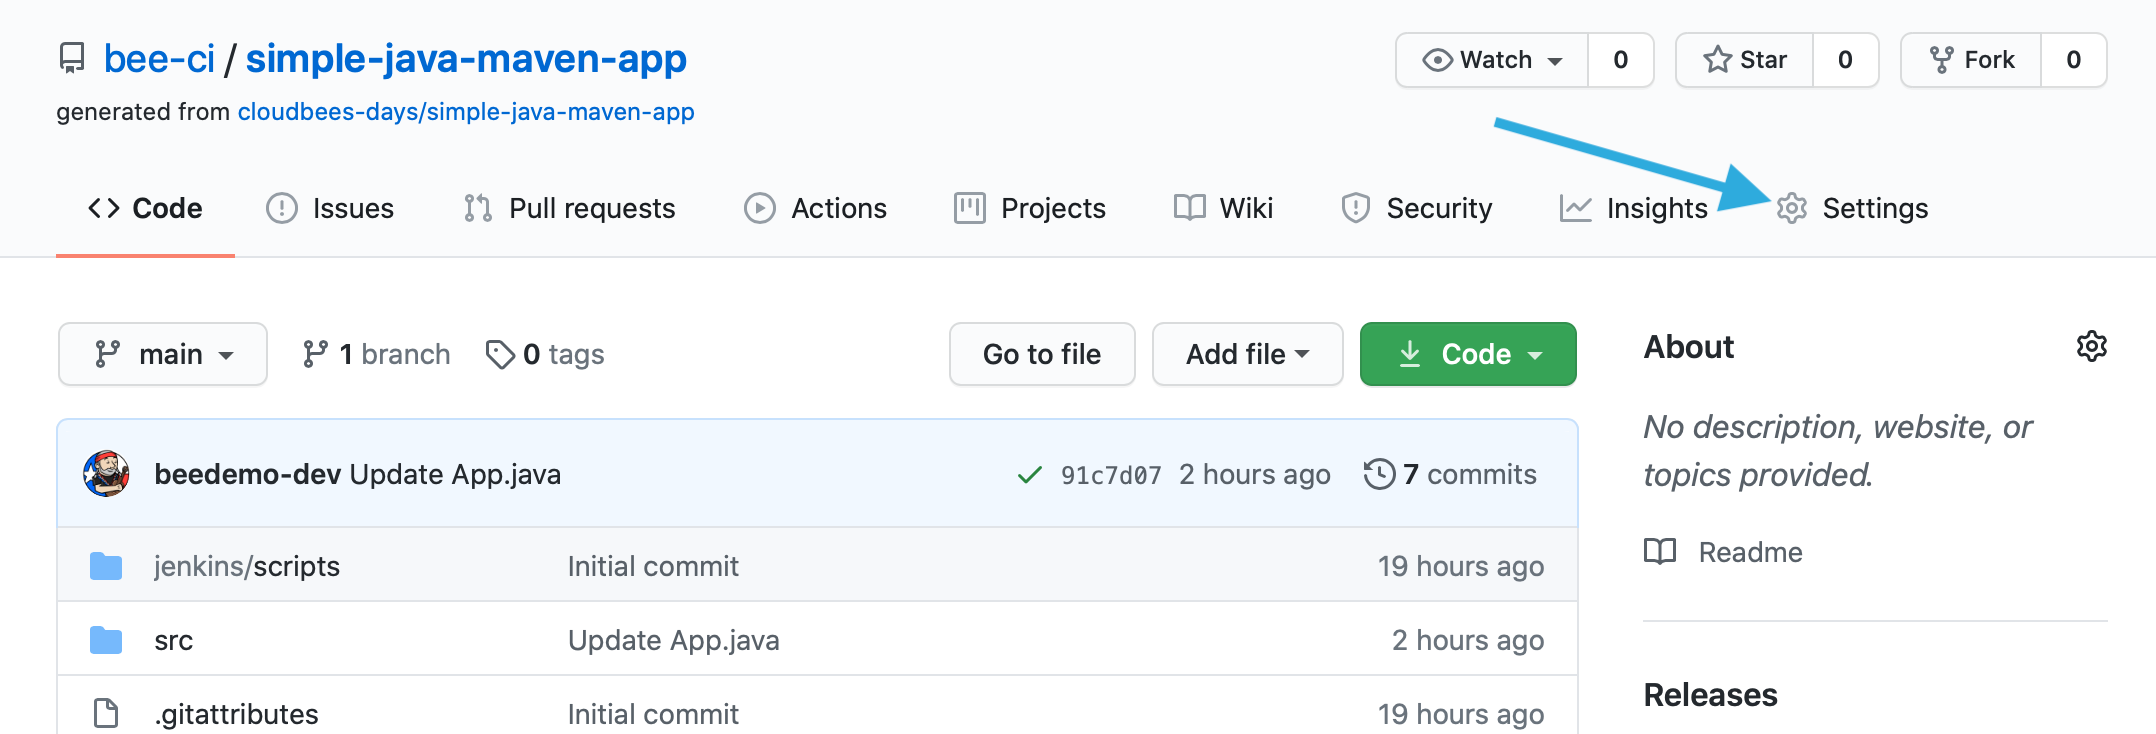 bee-ci / simple-java-maven-app
Watch 0 Star 0 Fork 0
generated from cloudbees-days/simple-java-maven-app
Code Issues Pull requests Actions Projects Wiki Security Insights Settings
main 1 branch 0 tags Go to file Add file Code
About
No description, website, or
topics provided.
Readme
Releases
beedemo-dev Update App.java 91c7d07 2 hours ago 7 commits
jenkins/scripts Initial commit 19 hours ago
src Update App.java 2 hours ago
.gitattributes Initial commit 19 hours ago